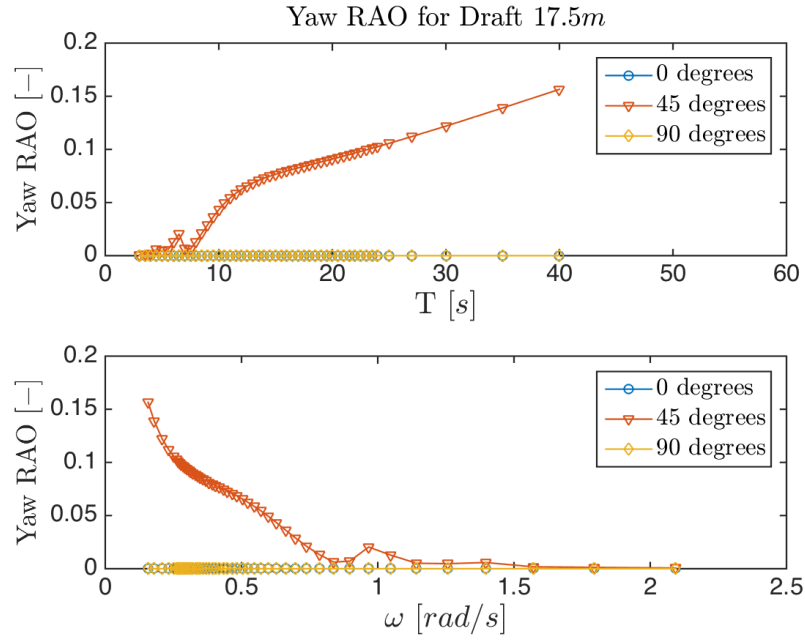 Yaw RAO for Draft 17.5m
Yaw RAO [−]
0.2
0.15
0.1
0.05
0
0 degrees
45 degrees
90 degrees
0 10 20 30 40 50 60
T [s]
Yaw RAO [−]
0.2
0.15
0.1
0.05
0
0 degrees
45 degrees
90 degrees
0 0.5 1 1.5 2 2.5
ω [rad/s]